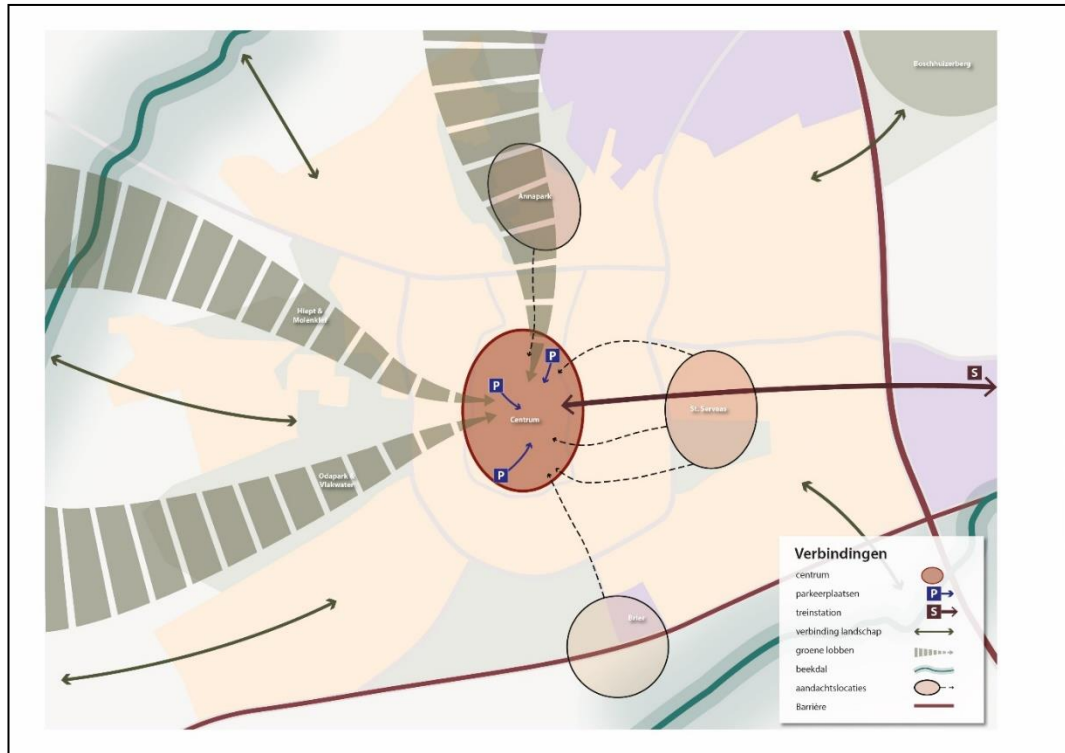 Boschhuizerberg
Annapark
Hiept &
Molenklef
P
S
P
Centrum
St. Servaas
P
Odapark &
Vlakwater
Brier
Verbindingen
centrum
parkeerplaatsen
P
treinstation
S
verbinding landschap
groene lobben
beekdal
aandachtslocaties
Barrière